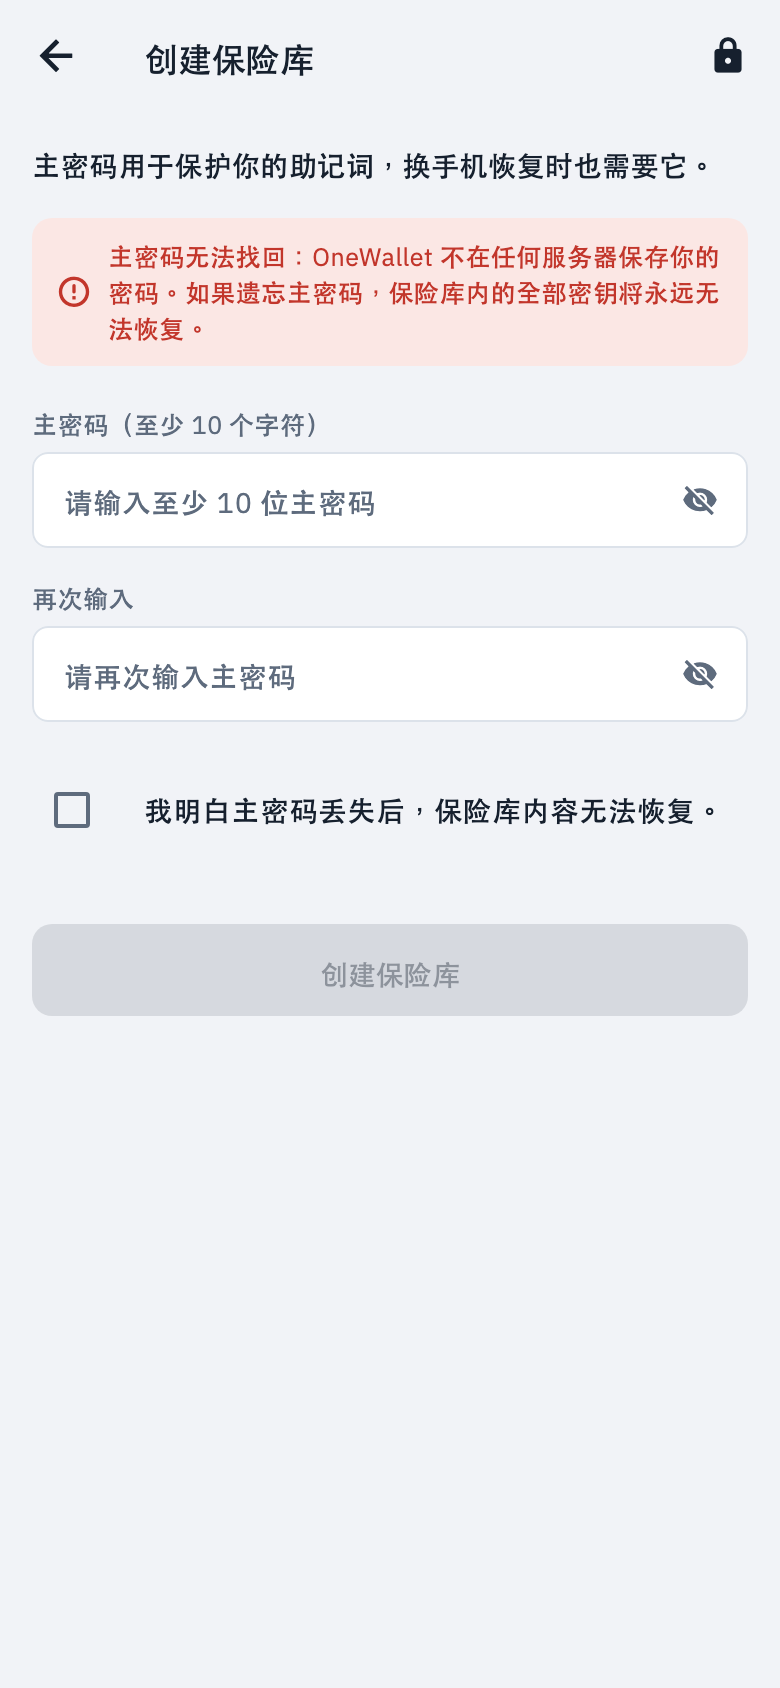 创建保险库
主密码用于保护你的助记词，换手机恢复时也需要它。
主密码无法找回：OneWallet 不在任何服务器保存你的
密码。如果遗忘主密码，保险库内的全部密钥将永远无
法恢复。
主密码（至少 10 个字符）
请输入至少 10 位主密码
再次输入
请再次输入主密码
我明白主密码丢失后，保险库内容无法恢复。
创建保险库